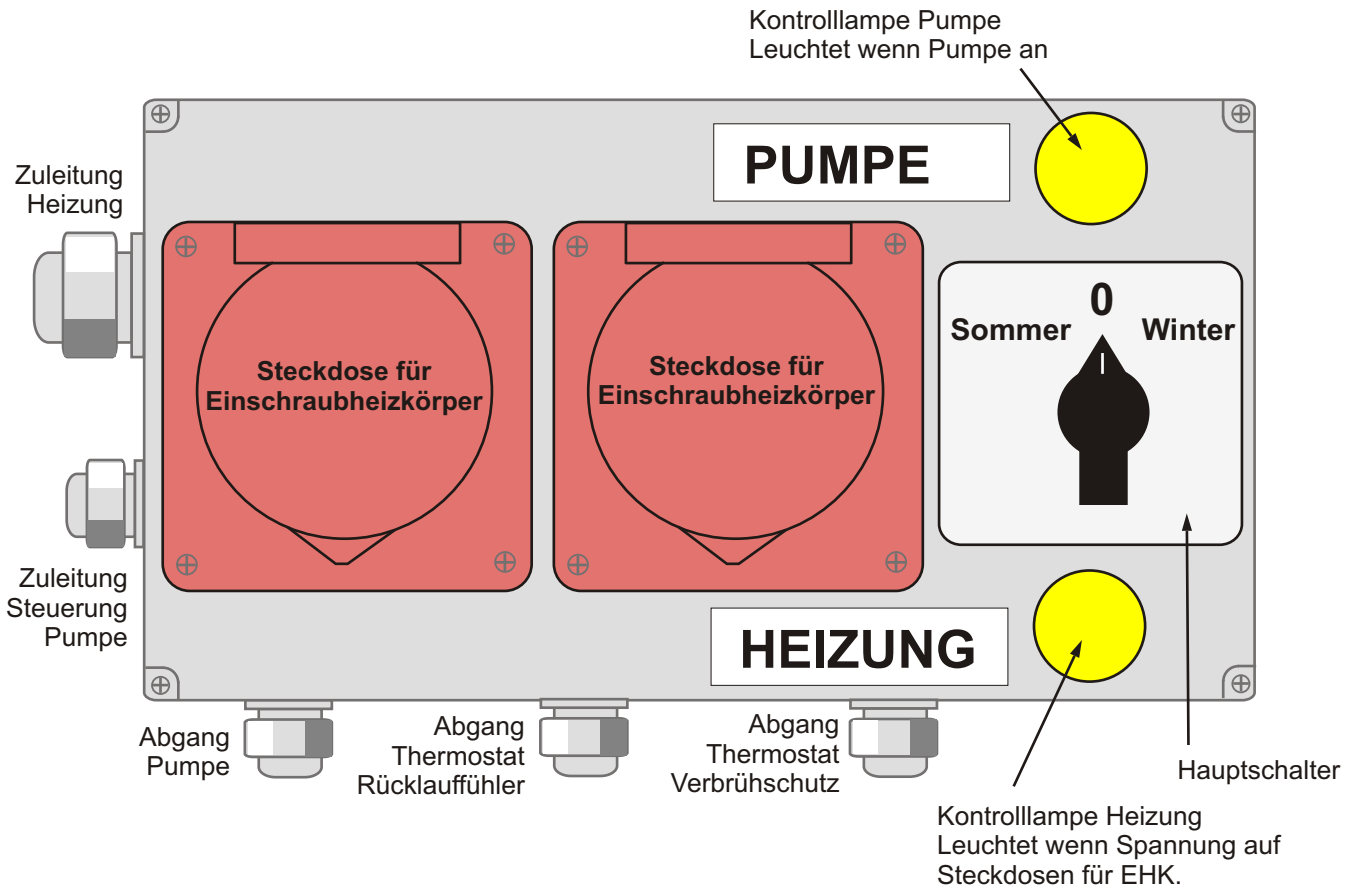 Kontrolllampe Pumpe
Leuchtet wenn Pumpe an
PUMPE
Zuleitung
Heizung
0
Sommer
Winter
Steckdose für
Einschraubheizkörper
Steckdose für
Einschraubheizkörper
Zuleitung
Steuerung
Pumpe
HEIZUNG
Abgang
Pumpe
Abgang
Thermostat
Rücklauffühler
Abgang
Thermostat
Verbrühschutz
Hauptschalter
Kontrolllampe Heizung
Leuchtet wenn Spannung auf
Steckdosen für EHK.